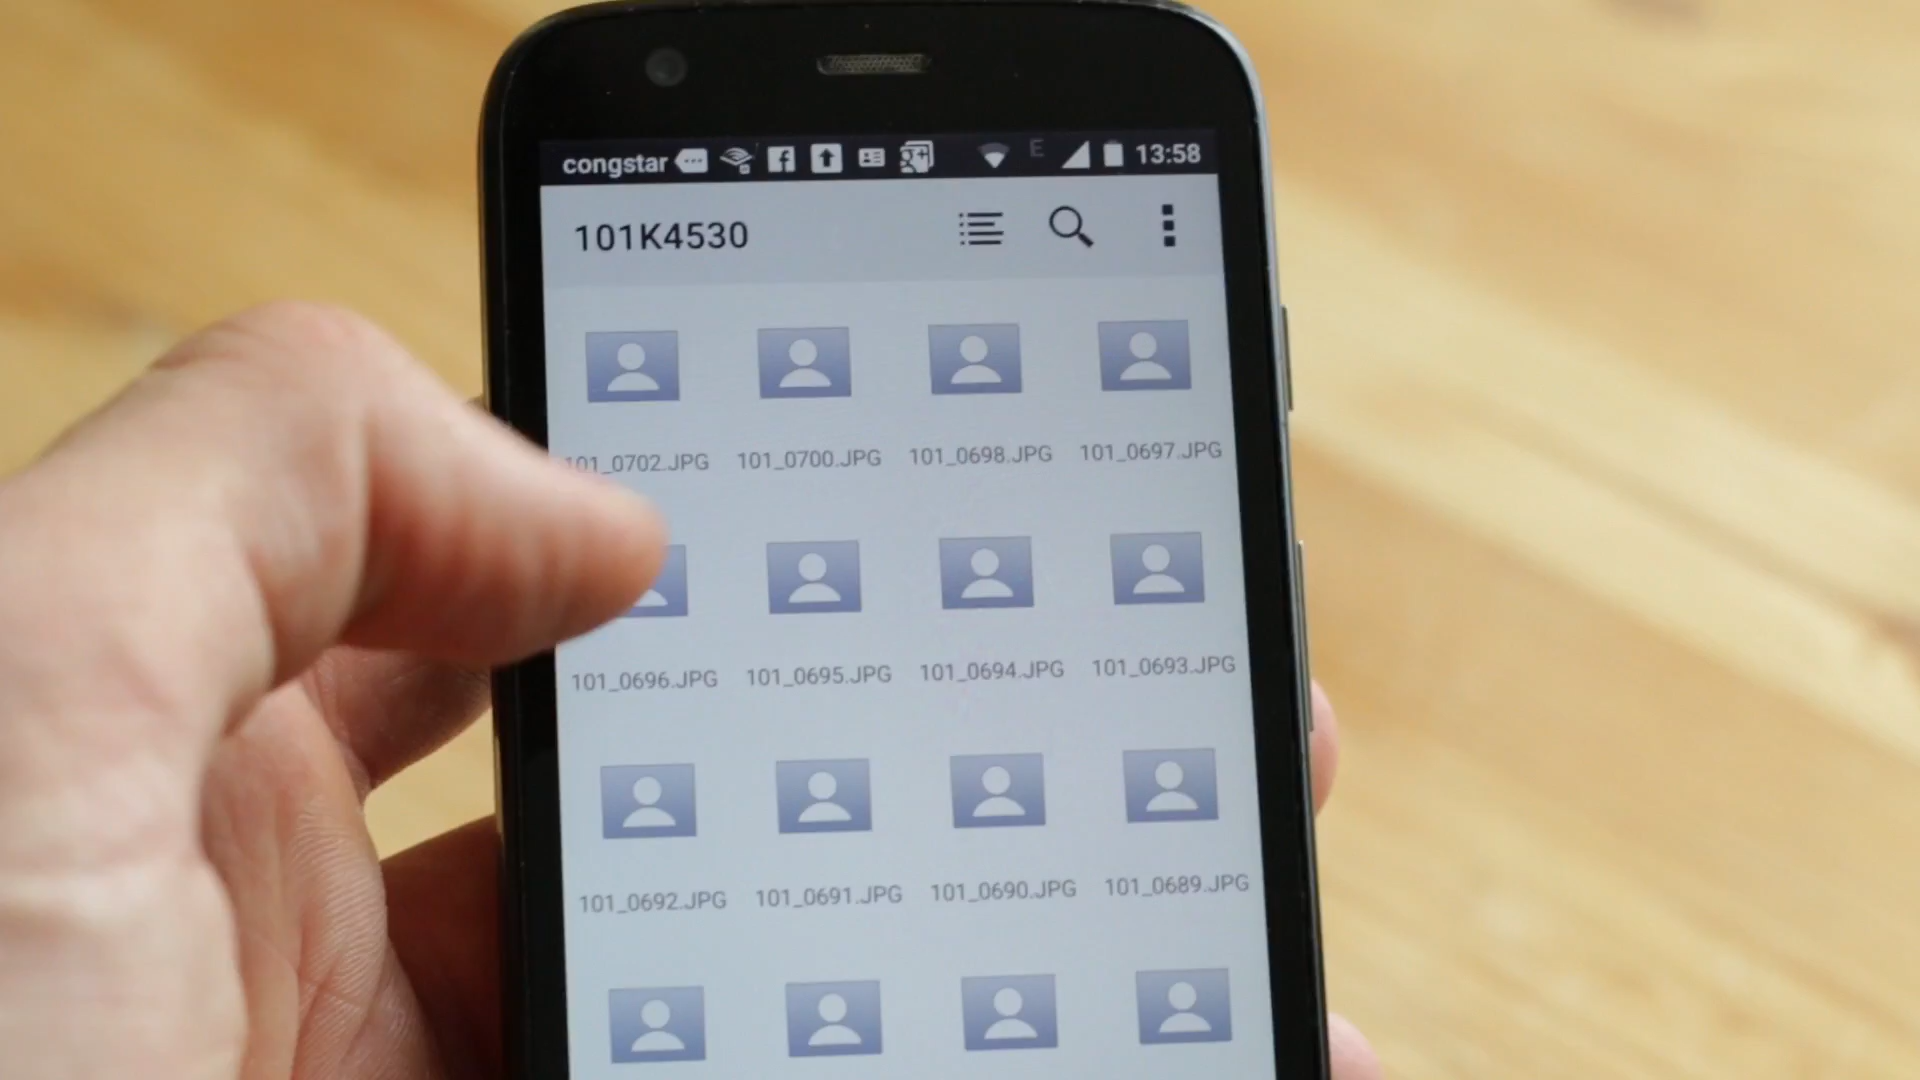 congstar E 13:58
101K4530
101_0702.JPG 101_0700.JPG 101_0698.JPG 101_0697.JPG
101_0696.JPG 101_0695.JPG 101_0694.JPG 101_0693.JPG
101_0692.JPG 101_0691.JPG 101_0690.JPG 101_0689.JPG